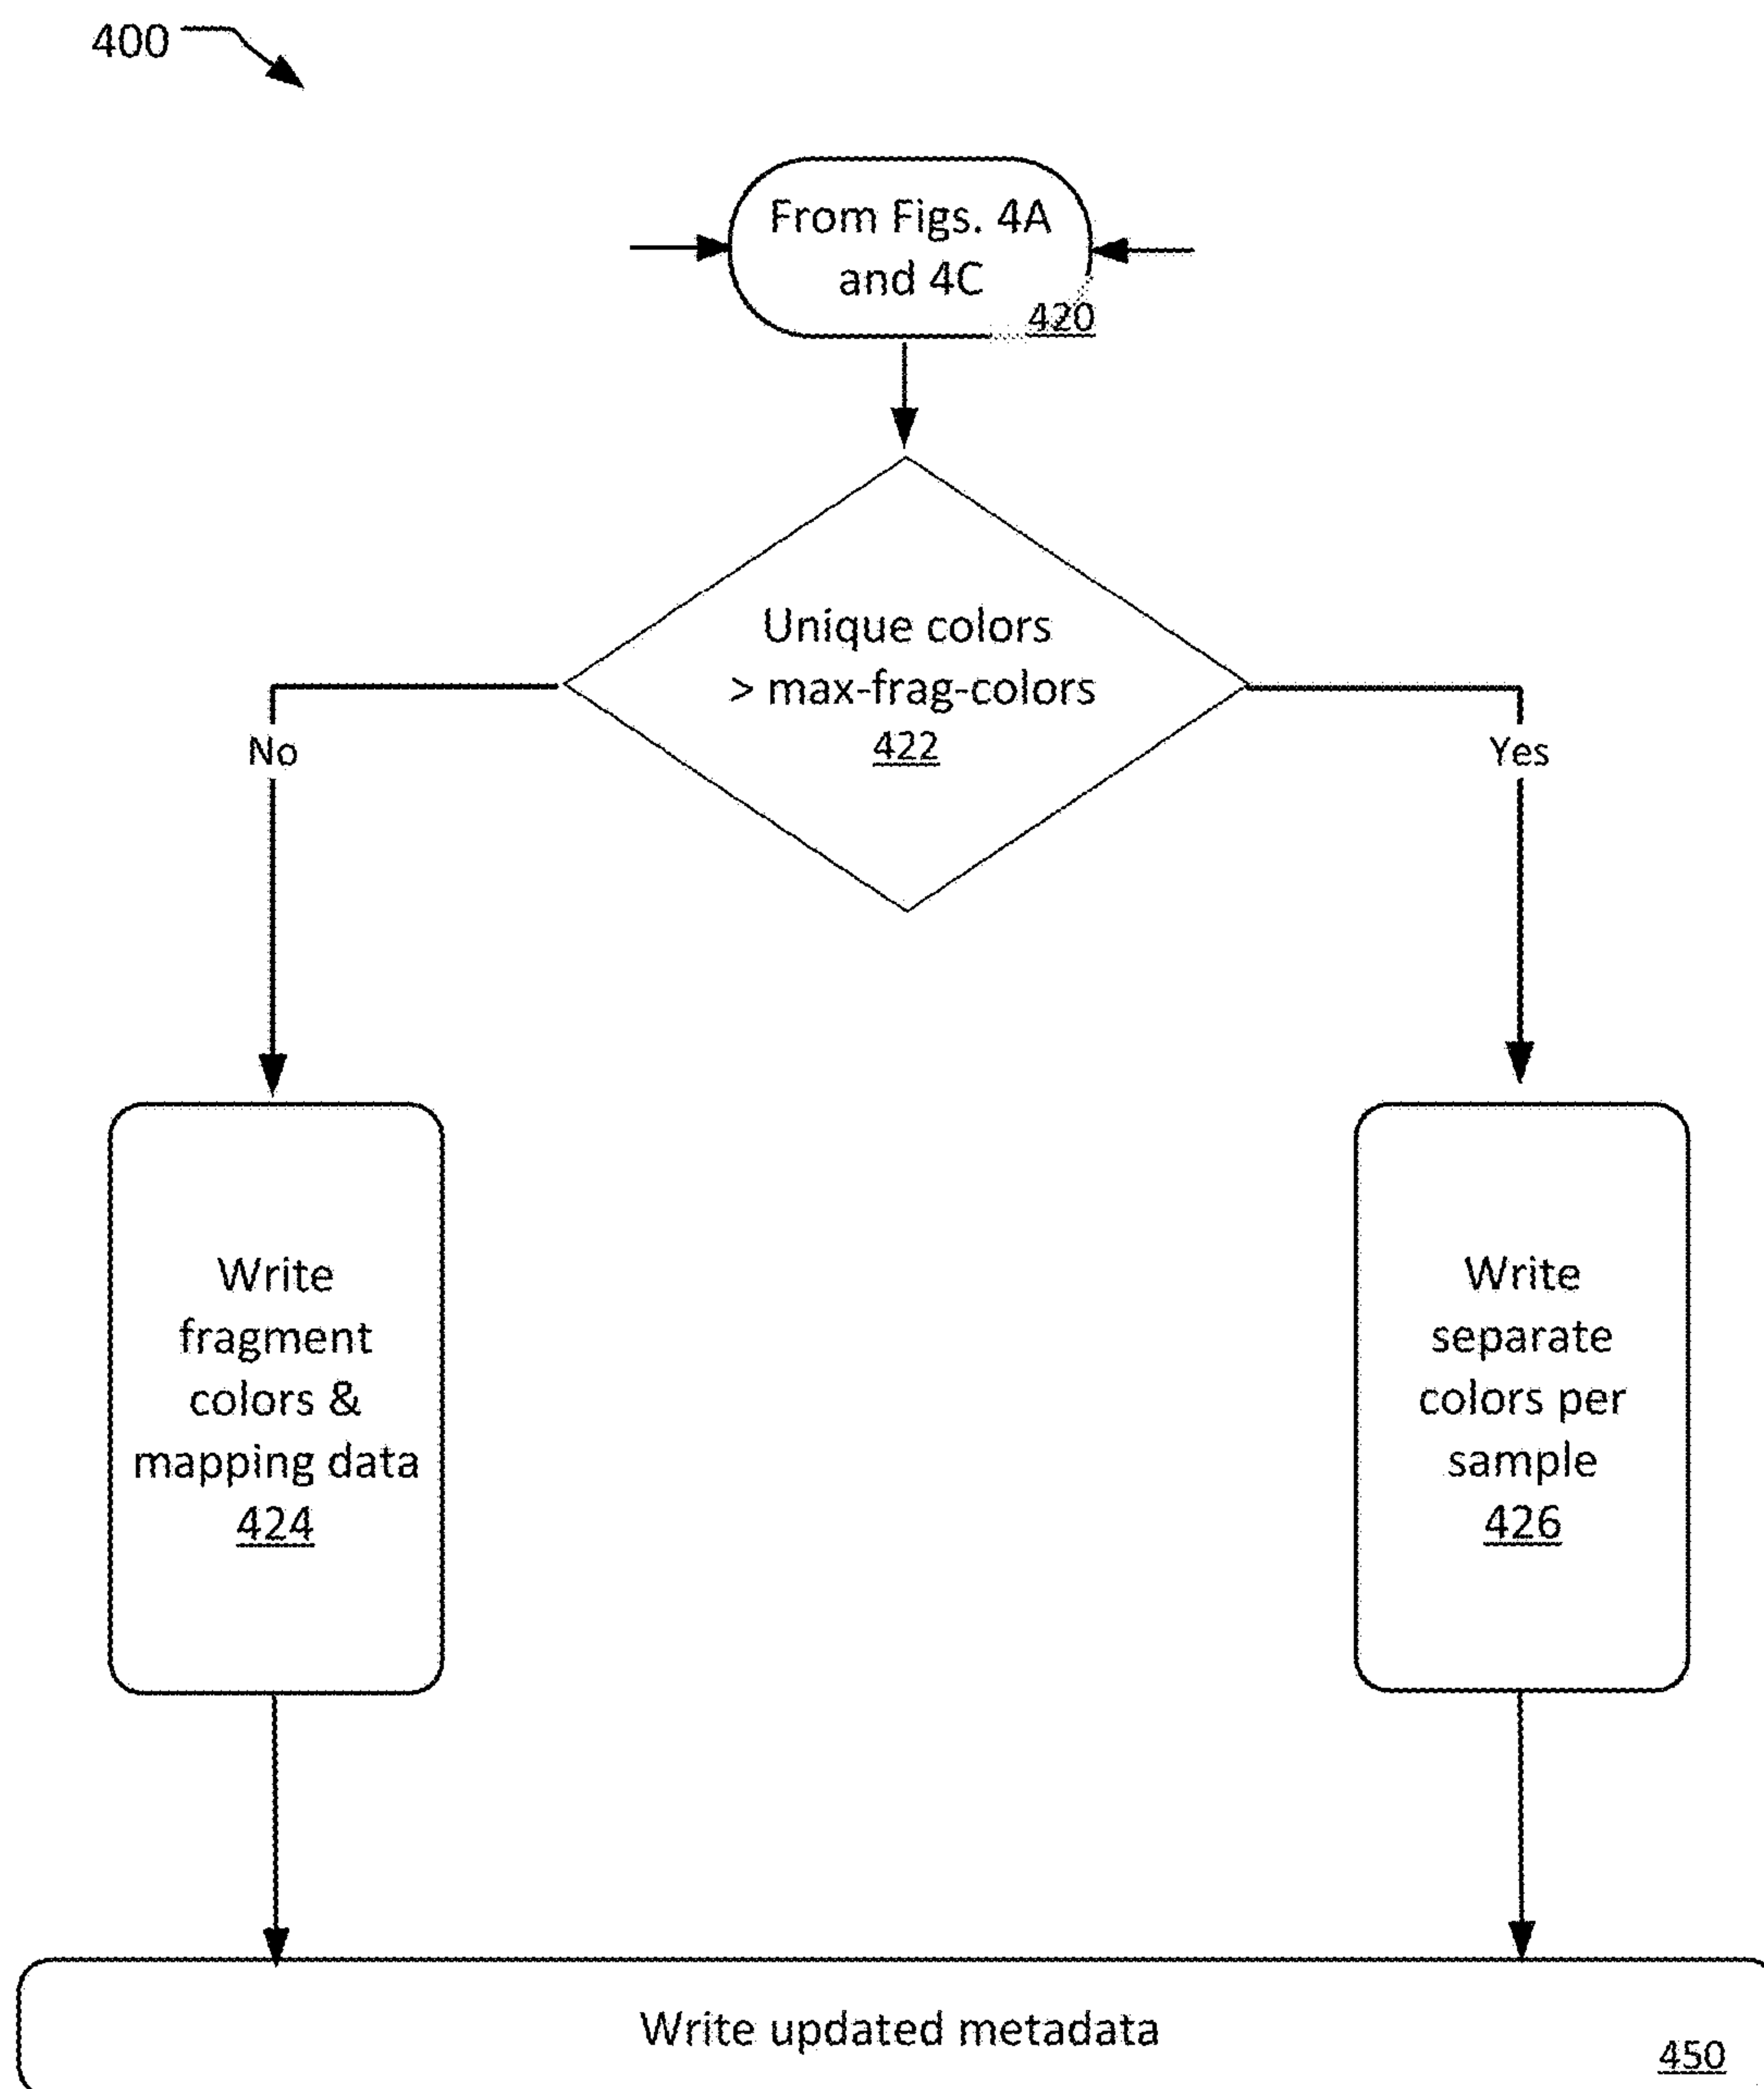 400
From Figs. 4A
and 4C
420
Unique colors
> max-frag-colors
422
No
Yes
Write
fragment
colors &
mapping data
424
Write
separate
colors per
sample
426
Write updated metadata
450